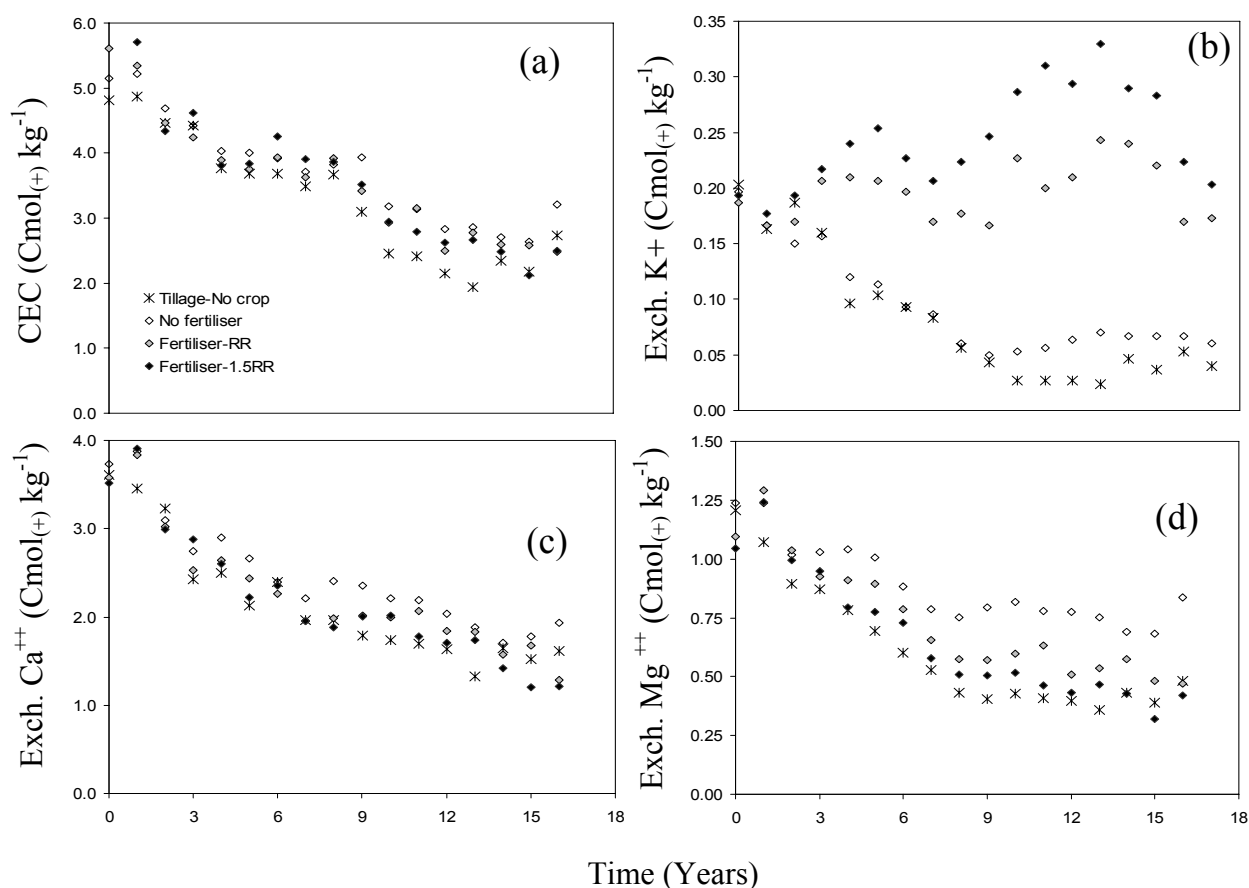 CEC (Cmol(+) kg-1)
6.0
5.0
4.0
3.0
2.0
1.0
0.0
(a)
Tillage-No crop
No fertiliser
Fertiliser-RR
Fertiliser-1.5RR
Exch. K+ (Cmol(+) kg-1)
0.35
0.30
0.25
0.20
0.15
0.10
0.05
0.00
(b)
Exch. Ca++ (Cmol(+) kg-1)
4.0
3.0
2.0
1.0
0.0
(c)
0 3 6 9 12 15 18
Exch. Mg++ (Cmol(+) kg-1)
1.50
1.25
1.00
0.75
0.50
0.25
0.00
(d)
0 3 6 9 12 15 18
Time (Years)